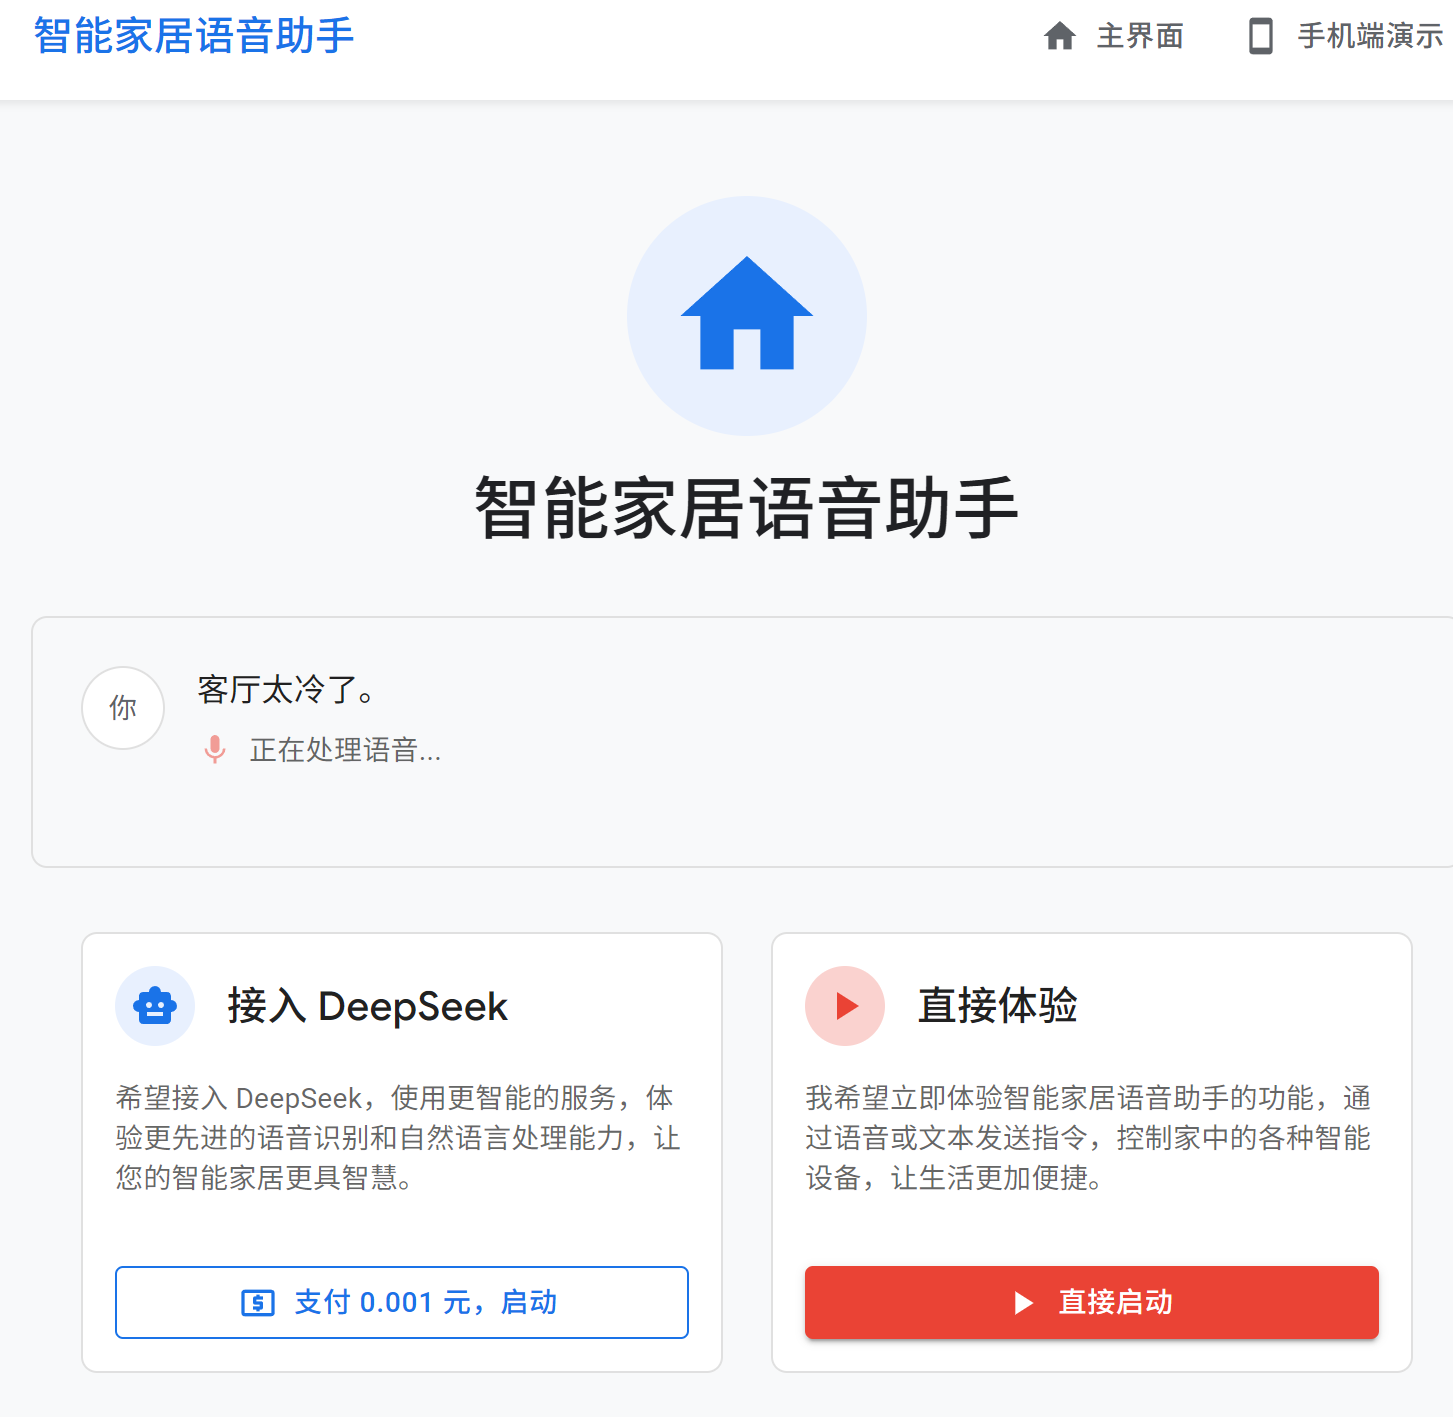 智能家居语音助手
主界面
手机端演示
智能家居语音助手
你
客厅太冷了。
正在处理语音...
接入 DeepSeek
希望接入 DeepSeek，使用更智能的服务，体
验更先进的语音识别和自然语言处理能力，让
您的智能家居更具智慧。
支付 0.001 元，启动
直接体验
我希望立即体验智能家居语音助手的功能，通
过语音或文本发送指令，控制家中的各种智能
设备，让生活更加便捷。
直接启动